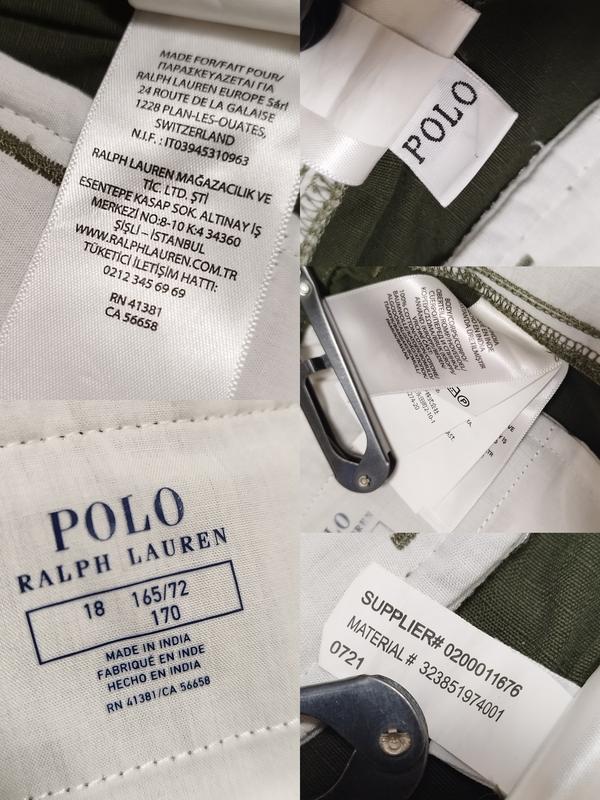 MADE FOR/FAIT POUR/
ΠΑΡΑΣΚΕΥΑΖΕΤΑΙ ΓΙΑ
RALPH LAUREN EUROPE Sárl
24 ROUTE DE LA GALAISE
1228 PLAN-LES-OUATES,
SWITZERLAND
N.I.F. : IT03945310963
RALPH LAUREN MAĞAZACILIK VE
TİC. LTD. ŞTİ
ESENTEPE KASAP SOK. ALTINAY İŞ
MERKEZİ NO:8-10 K:4 34360
ŞİŞLİ – İSTANBUL
WWW.RALPHLAUREN.COM.TR
TÜKETİCİ İLETİŞİM HATTI:
0212 345 69 69
RN 41381
CA 56658
POLO
BODY/CORPS/CORPO/
POLO
RALPH LAUREN
18 165/72
170
MADE IN INDIA
FABRIQUÉ EN INDE
HECHO EN INDIA
RN 41381/CA 56658
SUPPLIER# 0200011676
MATERIAL # 323851974001
0721